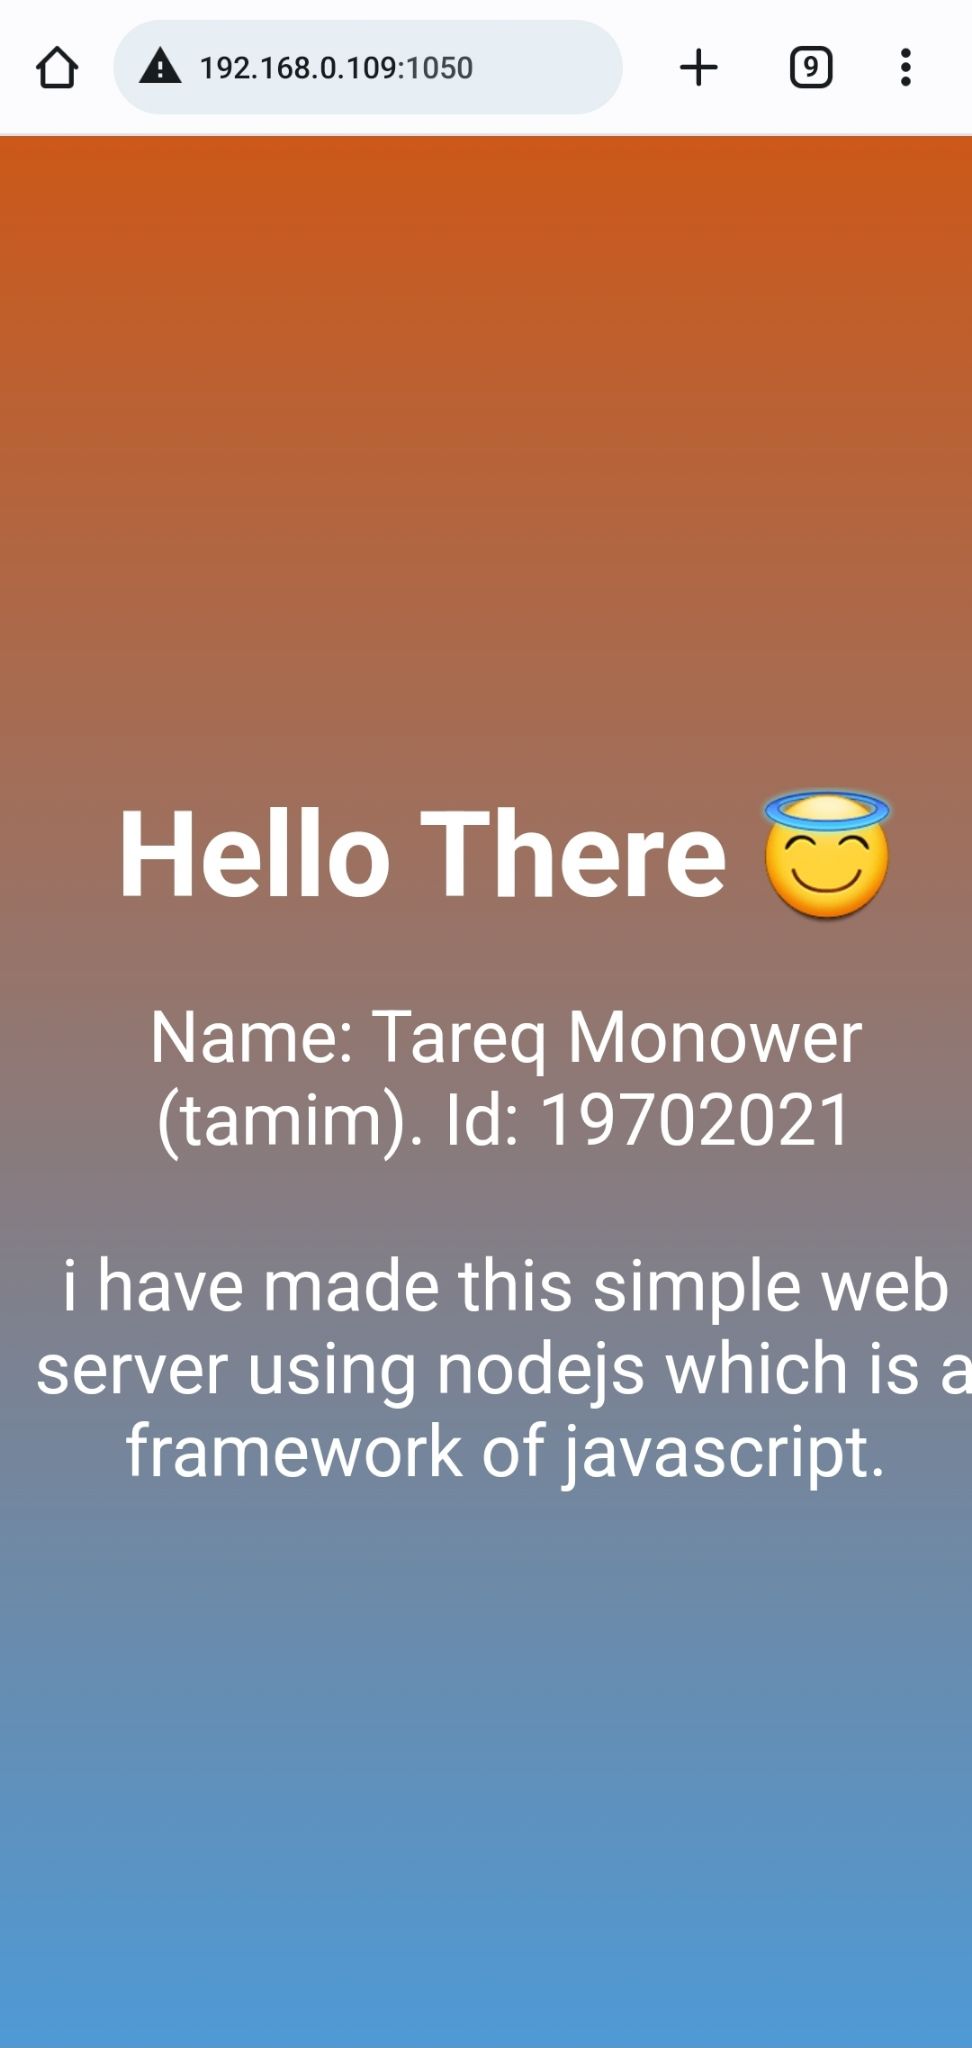 192.168.0.109:1050
9
Hello There 😇
Name: Tareq Monower
(tamim). Id: 19702021
i have made this simple web
server using nodejs which is a
framework of javascript.